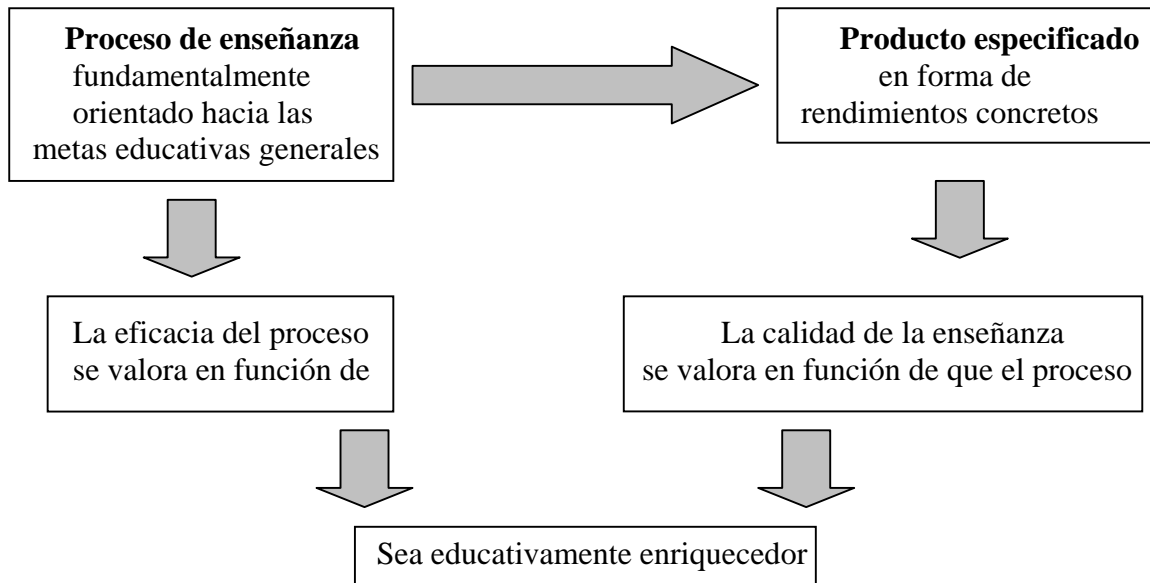 Proceso de enseñanza
fundamentalmente
orientado hacia las
metas educativas generales
Producto especificado
en forma de
rendimientos concretos
La eficacia del proceso
se valora en función de
La calidad de la enseñanza
se valora en función de que el proceso
Sea educativamente enriquecedor